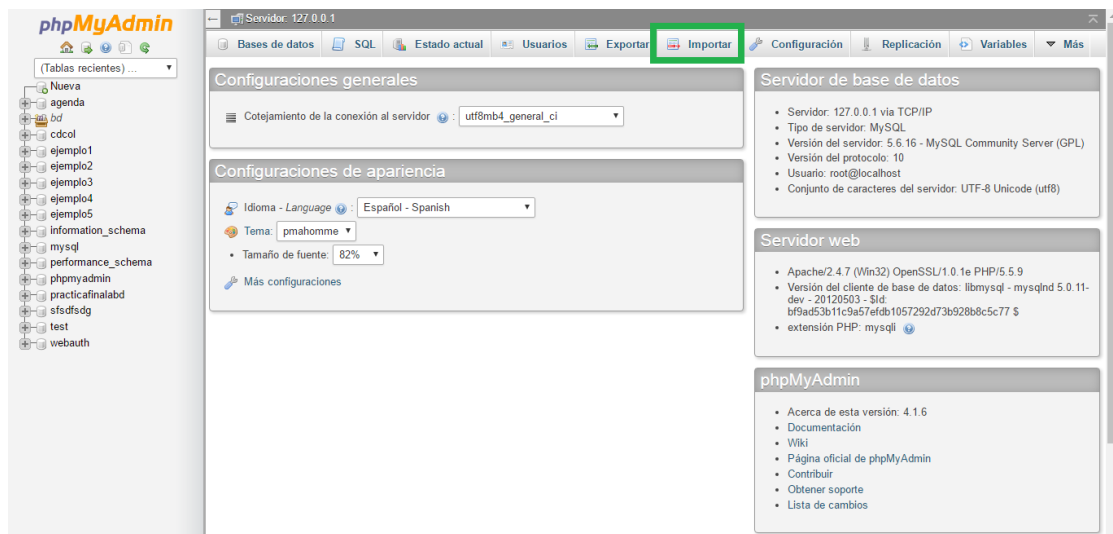 phpMyAdmin
(Tablas recientes) ...
Nueva
agenda
bd
cdcol
ejemplo1
ejemplo2
ejemplo3
ejemplo4
ejemplo5
information_schema
mysql
performance_schema
phpmyadmin
practicafinalabd
sfsdfsdg
test
webauth
Servidor: 127.0.0.1
Bases de datos SQL Estado actual Usuarios Exportar Importar Configuración Replicación Variables Más
Configuraciones generales
Cotejamiento de la conexión al servidor : utf8mb4_general_ci
Configuraciones de apariencia
Idioma - Language : Español - Spanish
Tema: pmahomme
• Tamaño de fuente: 82%
Más configuraciones
Servidor de base de datos
• Servidor: 127.0.0.1 via TCP/IP
• Tipo de servidor: MySQL
• Versión del servidor: 5.6.16 - MySQL Community Server (GPL)
• Versión del protocolo: 10
• Usuario: root@localhost
• Conjunto de caracteres del servidor: UTF-8 Unicode (utf8)
Servidor web
• Apache/2.4.7 (Win32) OpenSSL/1.0.1e PHP/5.5.9
• Versión del cliente de base de datos: libmysql - mysqlnd 5.0.11-
dev - 20120503 - $Id:
bf9ad53b11c9a57efdb1057292d73b928b8c5c77 $
• extensión PHP: mysqli
phpMyAdmin
• Acerca de esta versión: 4.1.6
• Documentación
• Wiki
• Página oficial de phpMyAdmin
• Contribuir
• Obtener soporte
• Lista de cambios